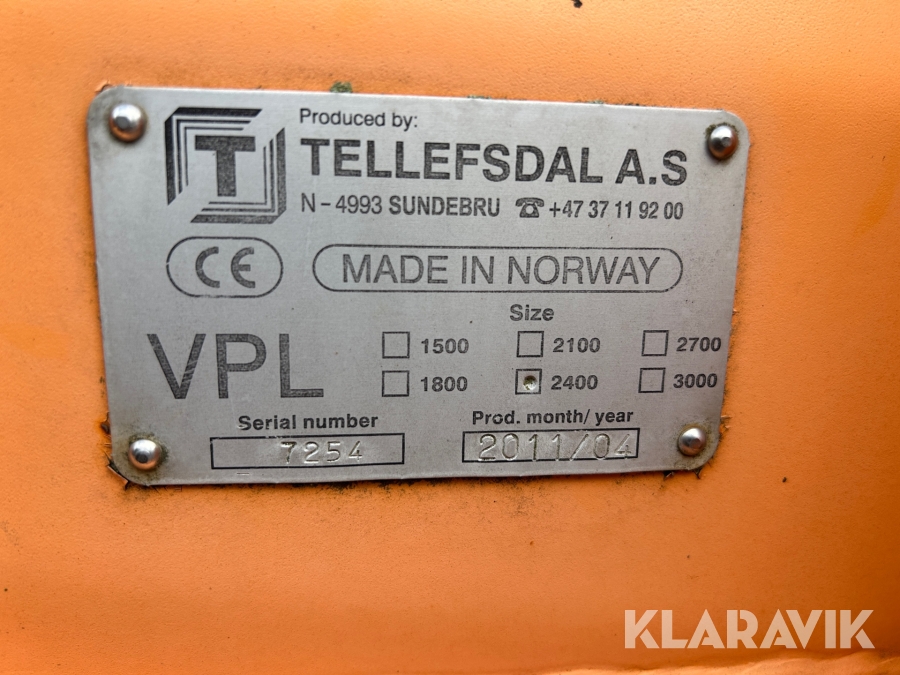 Produced by:
T TELLEFSDAL A.S
N-4993 SUNDEBRU ☎ +47 37 11 92 00
CE MADE IN NORWAY
Size
VPL
1500 2100 2700
1800 2400 3000
Serial number Prod. month/ year
7254 2011/04
KLARAVIK